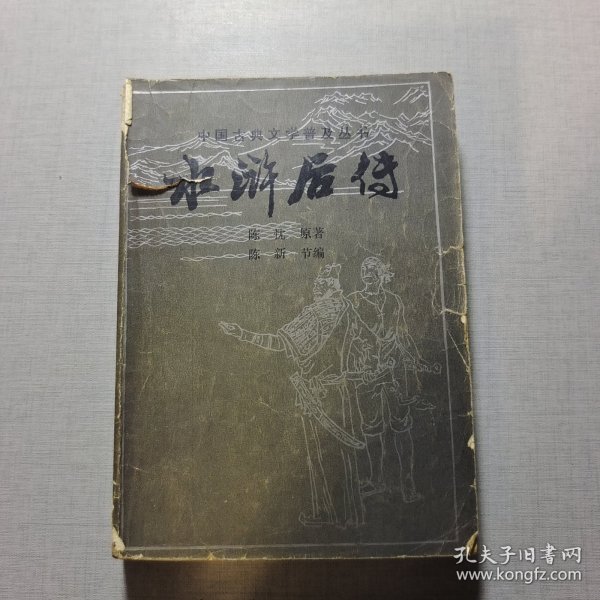 中国古典文学普及丛书
水浒后传
陈忱 原著
陈新 节编
孔夫子旧書网
www.kongfz.com